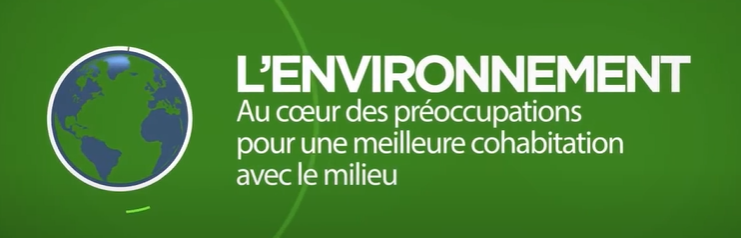 L'ENVIRONNEMENT
Au cœur des préoccupations
pour une meilleure cohabitation
avec le milieu